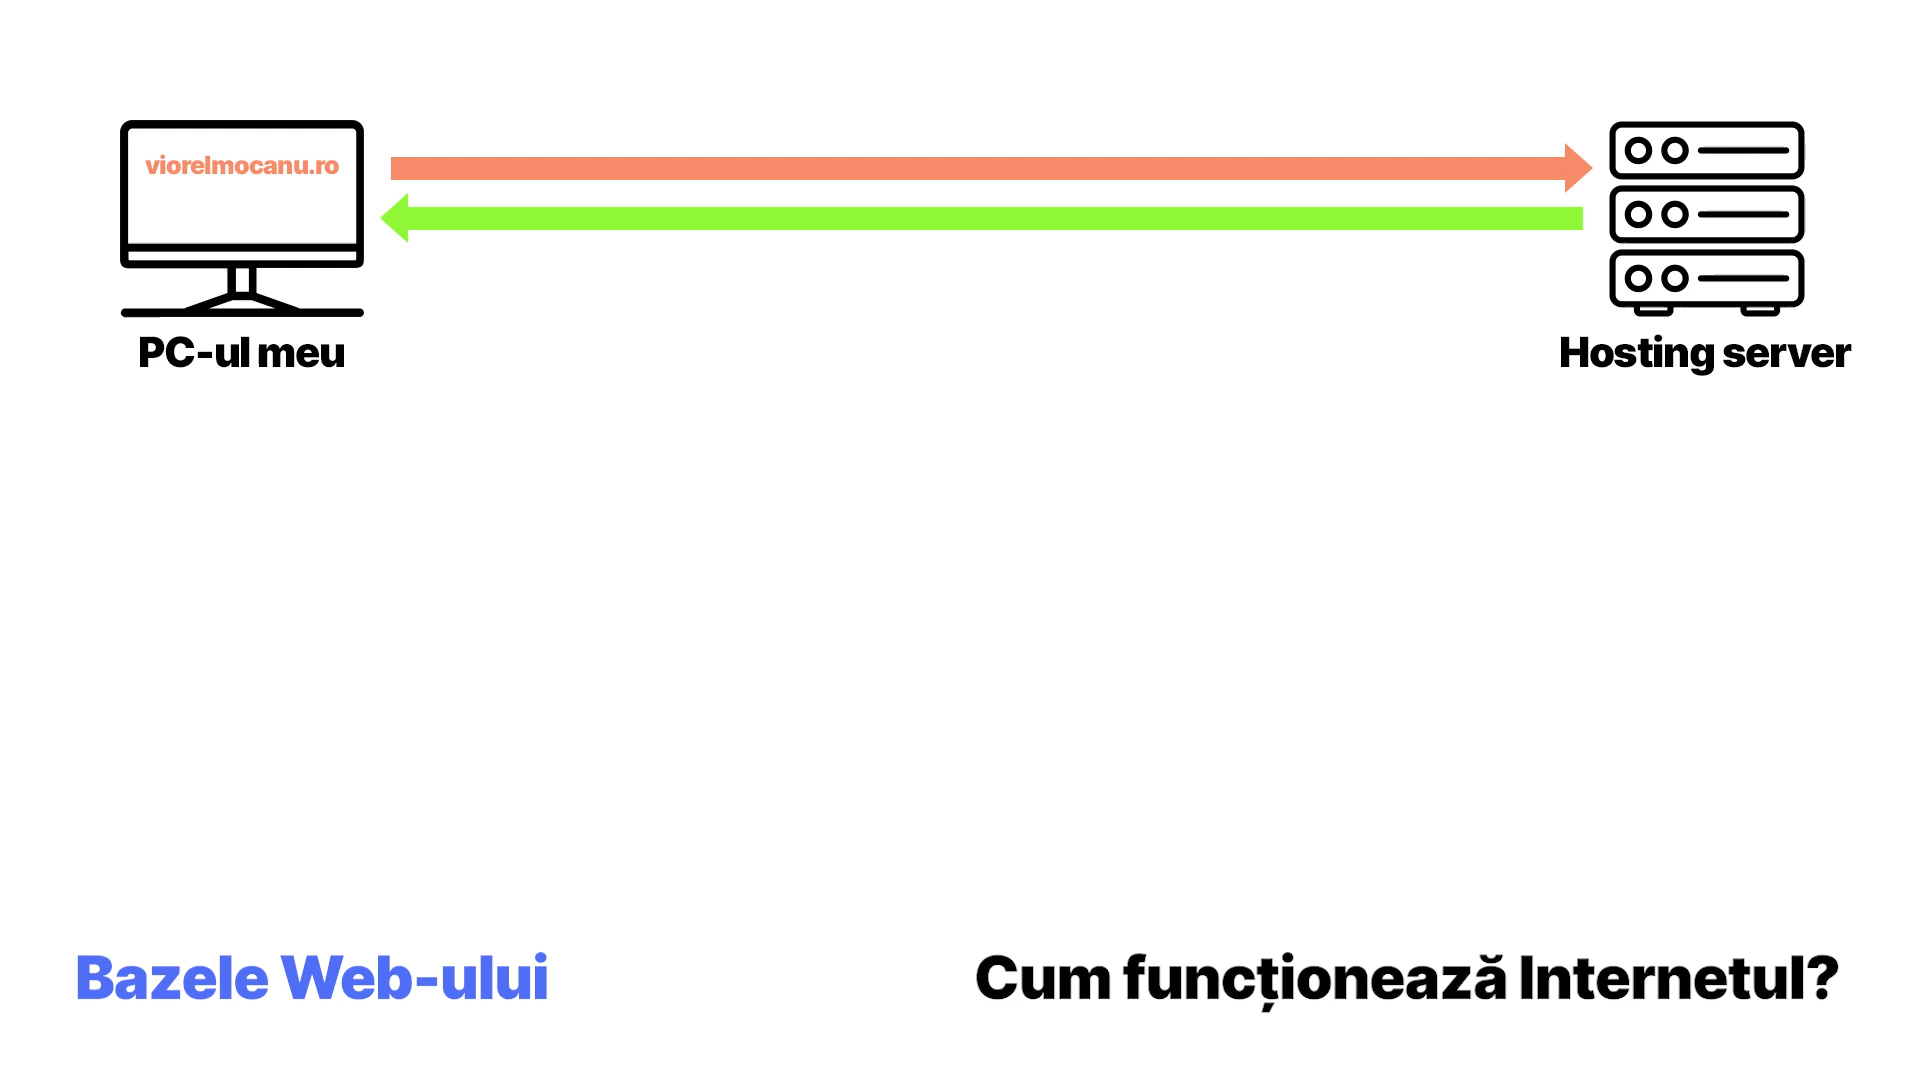 viorelmocanu.ro
PC-ul meu
Hosting server
Bazele Web-ului
Cum funcționează Internetul?